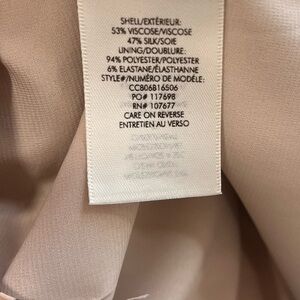 SHELL/EXTÉRIEUR:
53% VISCOSE/VISCOSE
47% SILK/SOIE
LINING/DOUBLURE:
94% POLYESTER/POLYESTER
6% ELASTANE/ÉLASTHANNE
STYLE#/NUMÉRO DE MODÈLE:
CC806816506
PO# 117698
RN# 107677
CARE ON REVERSE
ENTRETIEN AU VERSO